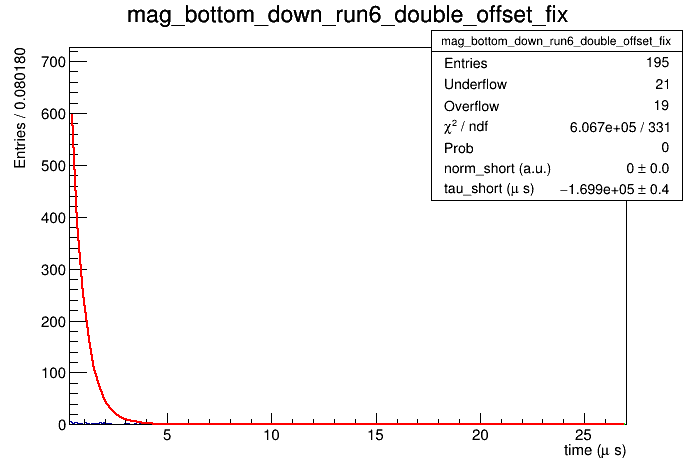 mag_bottom_down_run6_double_offset_fix
mag_bottom_down_run6_double_offset_fix
Entries 195
Underflow 21
Overflow 19
χ² / ndf 6.067e+05 / 331
Prob 0
norm_short (a.u.) 0 ± 0.0
tau_short (μ s) −1.699e+05 ± 0.4
Entries / 0.080180
700
600
500
400
300
200
100
0
5 10 15 20 25
time (μ s)